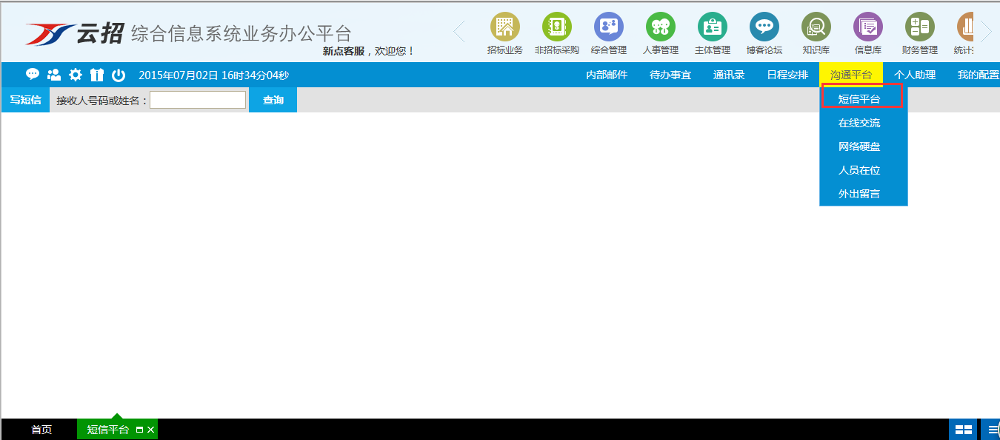 云招 综合信息系统业务办公平台
新点客服，欢迎您！
招标业务 非招标采购 综合管理 人事管理 主体管理 博客论坛 知识库 信息库 财务管理 统计
2015年07月02日 16时34分04秒 内部邮件 待办事宜 通讯录 日程安排 沟通平台 个人助理 我的配置
写短信 接收人号码或姓名： 查询
短信平台
在线交流
网络硬盘
人员在位
外出留言
首页 短信平台